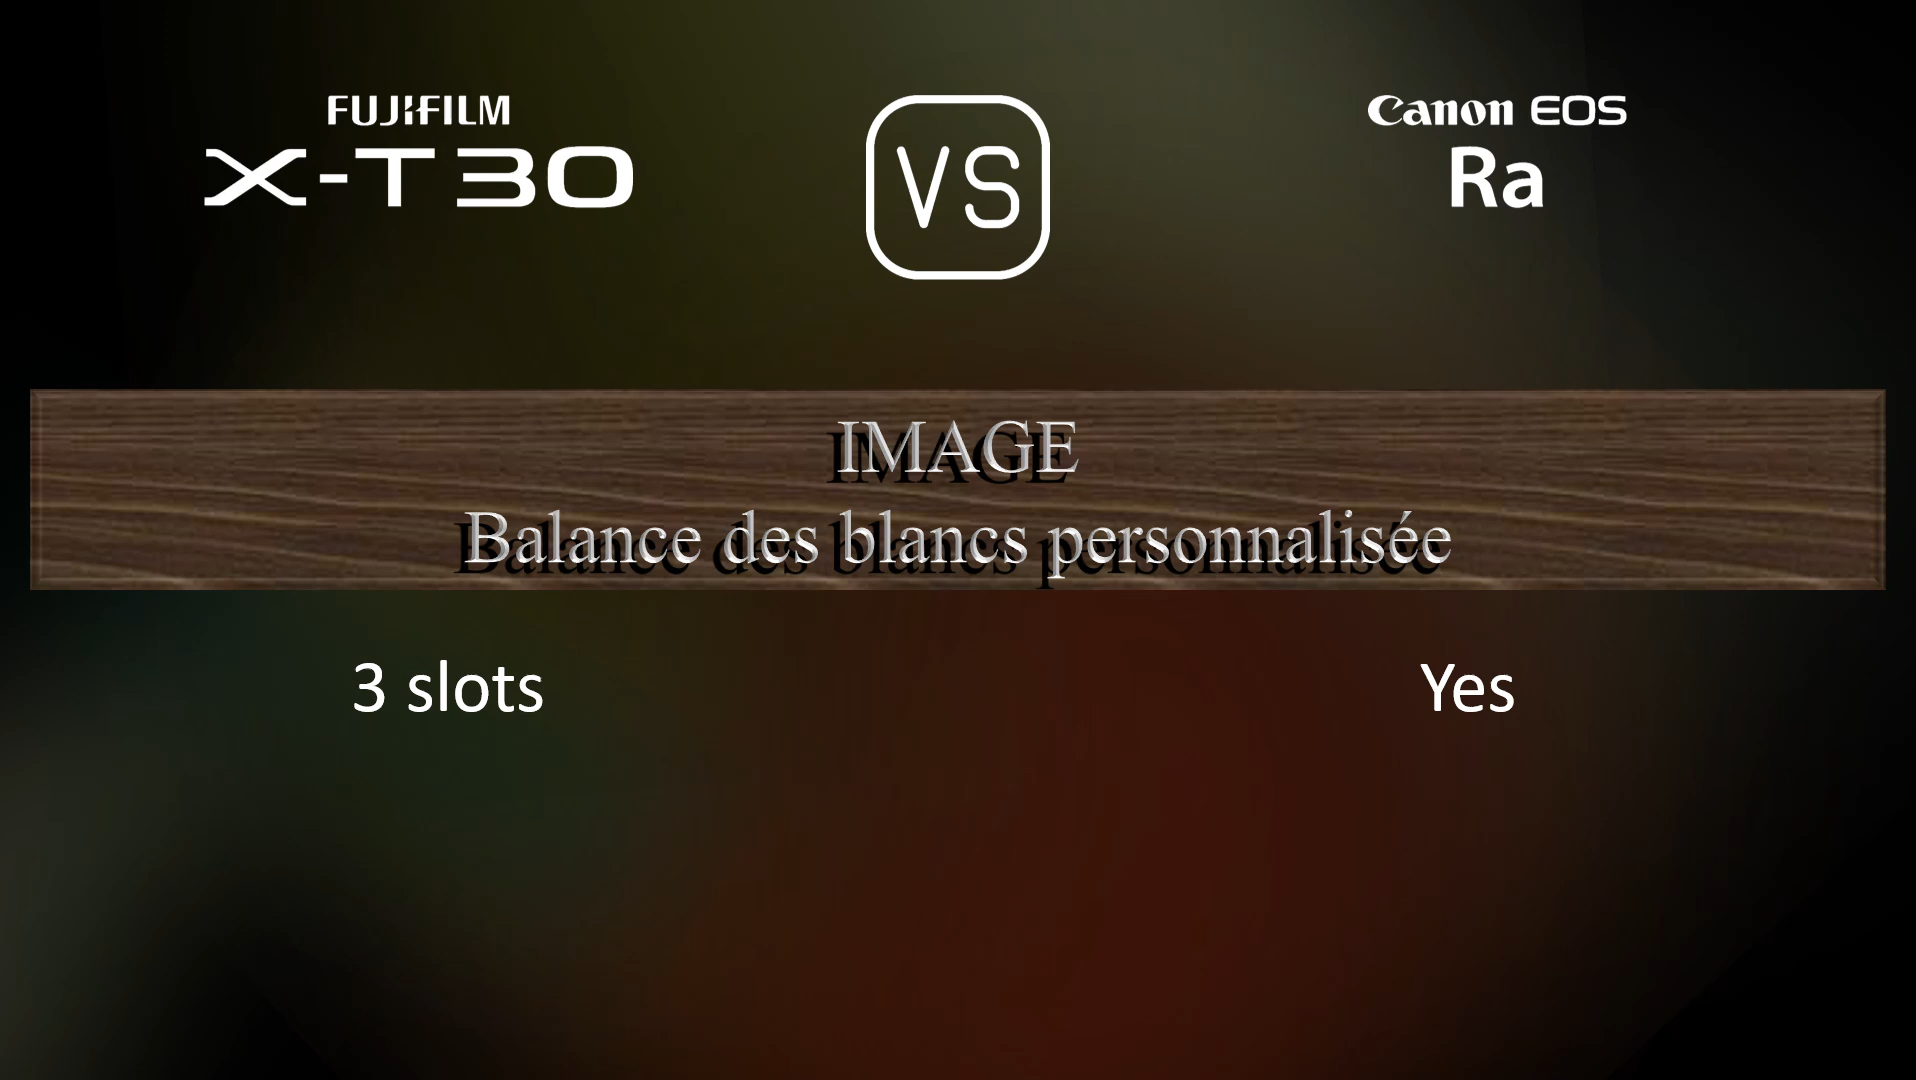 FUJIFILM
X-T30
VS
Canon EOS
Ra
IMAGE
Balance des blancs personnalisée
3 slots
Yes